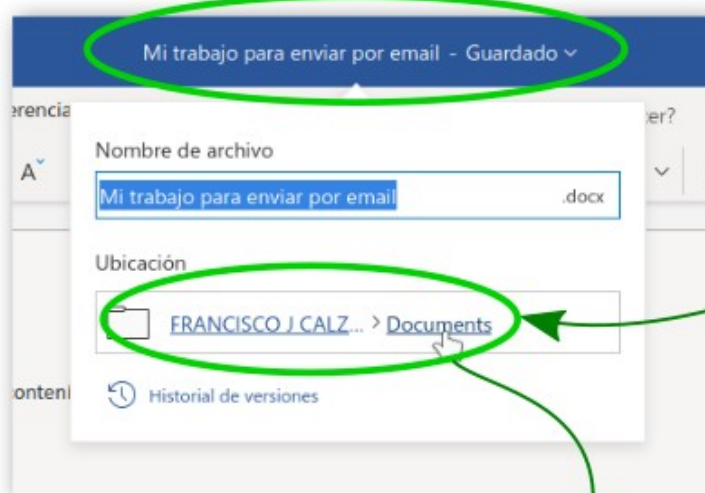 Mi trabajo para enviar por email - Guardado
Nombre de archivo
A
Mi trabajo para enviar por email .docx
Ubicación
FRANCISCO J CALZ... > Documents
Historial de versiones